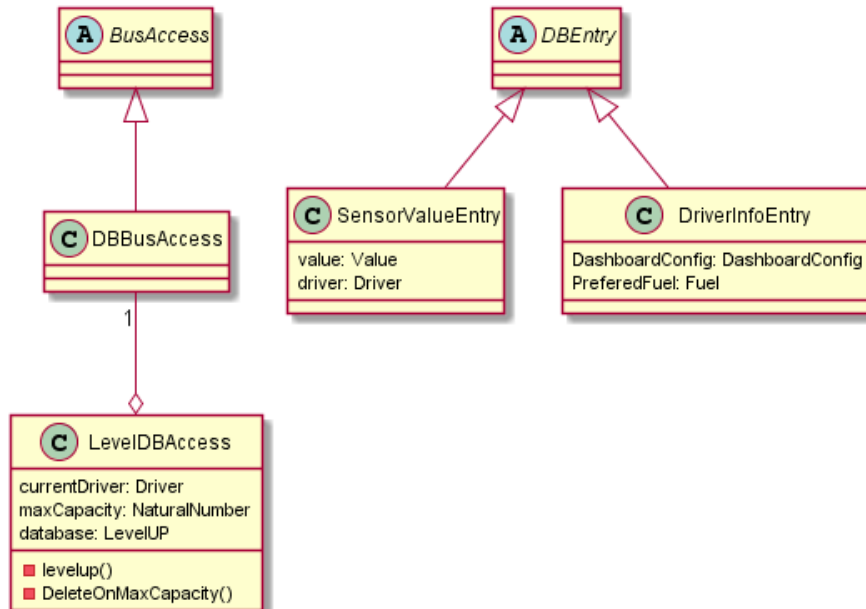 A BusAccess
A DBEntry
C DBBusAccess
C SensorValueEntry
value: Value
driver: Driver
C DriverInfoEntry
DashboardConfig: DashboardConfig
PreferedFuel: Fuel
1
C LevelDBAccess
currentDriver: Driver
maxCapacity: NaturalNumber
database: LevelUP
levelup()
DeleteOnMaxCapacity()